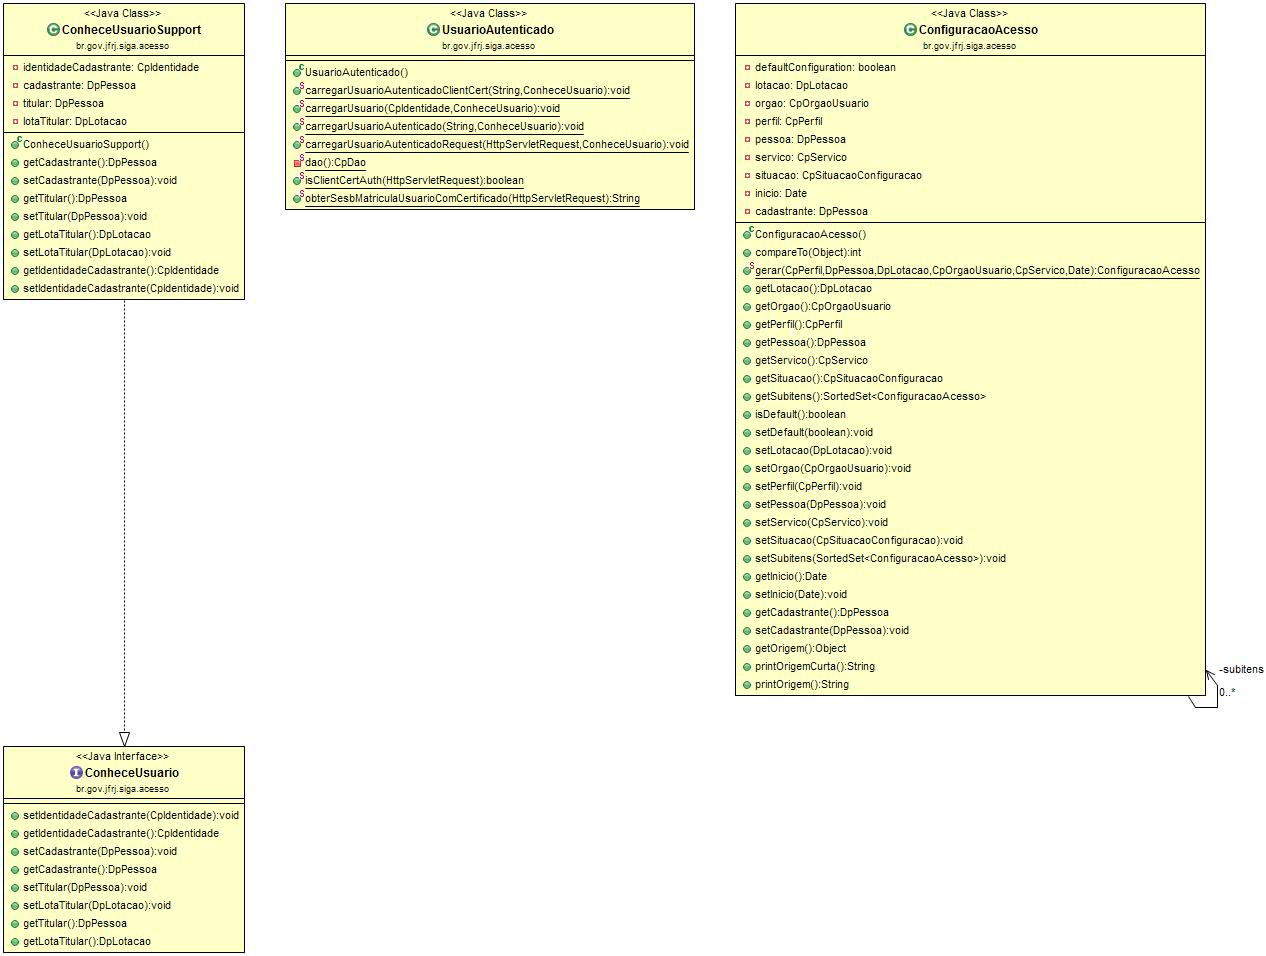 <<Java Class>>
ConheceUsuarioSupport
br.gov.jfrj.siga.acesso
identidadeCadastrante: CpIdentidade
cadastrante: DpPessoa
titular: DpPessoa
lotaTitular: DpLotacao
ConheceUsuarioSupport()
getCadastrante():DpPessoa
setCadastrante(DpPessoa):void
getTitular():DpPessoa
setTitular(DpPessoa):void
getLotaTitular():DpLotacao
setLotaTitular(DpLotacao):void
getIdentidadeCadastrante():CpIdentidade
setIdentidadeCadastrante(CpIdentidade):void
<<Java Class>>
UsuarioAutenticado
br.gov.jfrj.siga.acesso
UsuarioAutenticado()
carregarUsuarioAutenticadoClientCert(String,ConheceUsuario):void
carregarUsuario(CpIdentidade,ConheceUsuario):void
carregarUsuarioAutenticado(String,ConheceUsuario):void
carregarUsuarioAutenticadoRequest(HttpServletRequest,ConheceUsuario):void
dao():CpDao
isClientCertAuth(HttpServletRequest):boolean
obterSesbMatriculaUsuarioComCertificado(HttpServletRequest):String
<<Java Class>>
ConfiguracaoAcesso
br.gov.jfrj.siga.acesso
defaultConfiguration: boolean
lotacao: DpLotacao
orgao: CpOrgaoUsuario
perfil: CpPerfil
pessoa: DpPessoa
servico: CpServico
situacao: CpSituacaoConfiguracao
inicio: Date
cadastrante: DpPessoa
ConfiguracaoAcesso()
compareTo(Object):int
gerar(CpPerfil,DpPessoa,DpLotacao,CpOrgaoUsuario,CpServico,Date):ConfiguracaoAcesso
getLotacao():DpLotacao
getOrgao():CpOrgaoUsuario
getPerfil():CpPerfil
getPessoa():DpPessoa
getServico():CpServico
getSituacao():CpSituacaoConfiguracao
getSubitens():SortedSet<ConfiguracaoAcesso>
isDefault():boolean
setDefault(boolean):void
setLotacao(DpLotacao):void
setOrgao(CpOrgaoUsuario):void
setPerfil(CpPerfil):void
setPessoa(DpPessoa):void
setServico(CpServico):void
setSituacao(CpSituacaoConfiguracao):void
setSubitens(SortedSet<ConfiguracaoAcesso>):void
getInicio():Date
setInicio(Date):void
getCadastrante():DpPessoa
setCadastrante(DpPessoa):void
getOrigem():Object
printOrigemCurta():String
printOrigem():String
-subitens
0..*
<<Java Interface>>
ConheceUsuario
br.gov.jfrj.siga.acesso
setIdentidadeCadastrante(CpIdentidade):void
getIdentidadeCadastrante():CpIdentidade
setCadastrante(DpPessoa):void
getCadastrante():DpPessoa
setTitular(DpPessoa):void
setLotaTitular(DpLotacao):void
getTitular():DpPessoa
getLotaTitular():DpLotacao